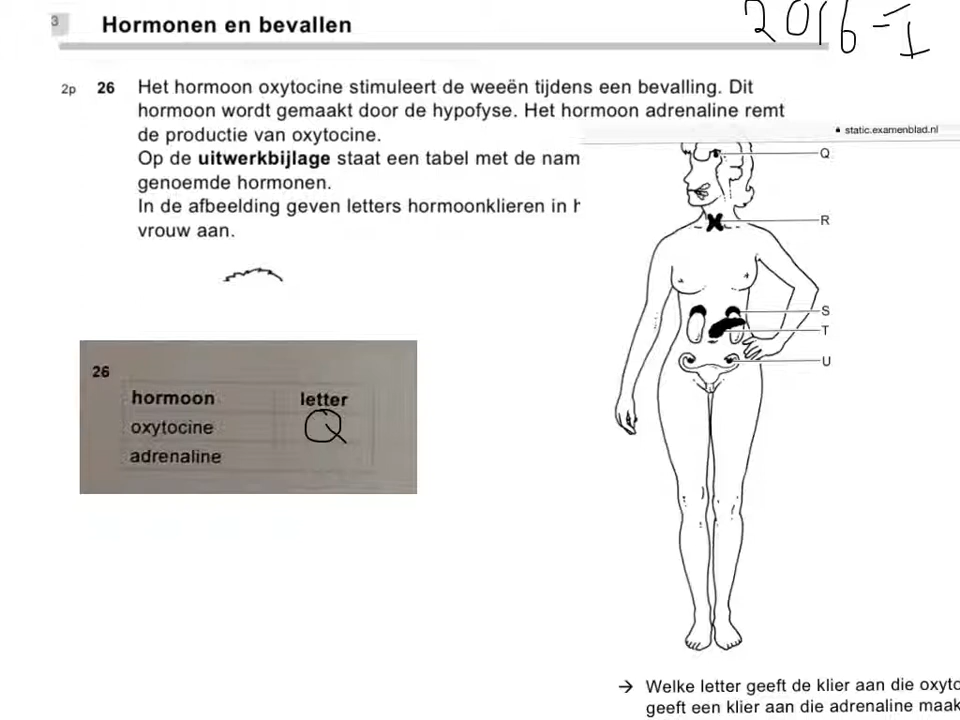 3 Hormonen en bevallen
2016-I
2p 26 Het hormoon oxytocine stimuleert de weeën tijdens een bevalling. Dit
hormoon wordt gemaakt door de hypofyse. Het hormoon adrenaline remt
de productie van oxytocine.
static.examenblad.nl
Op de uitwerkbijlage staat een tabel met de nam
genoemde hormonen.
In de afbeelding geven letters hormoonklieren in h
vrouw aan.
Q
R
S
T
U
26
hormoon letter
oxytocine Q
adrenaline
→ Welke letter geeft de klier aan die oxyto
geeft een klier aan die adrenaline maak